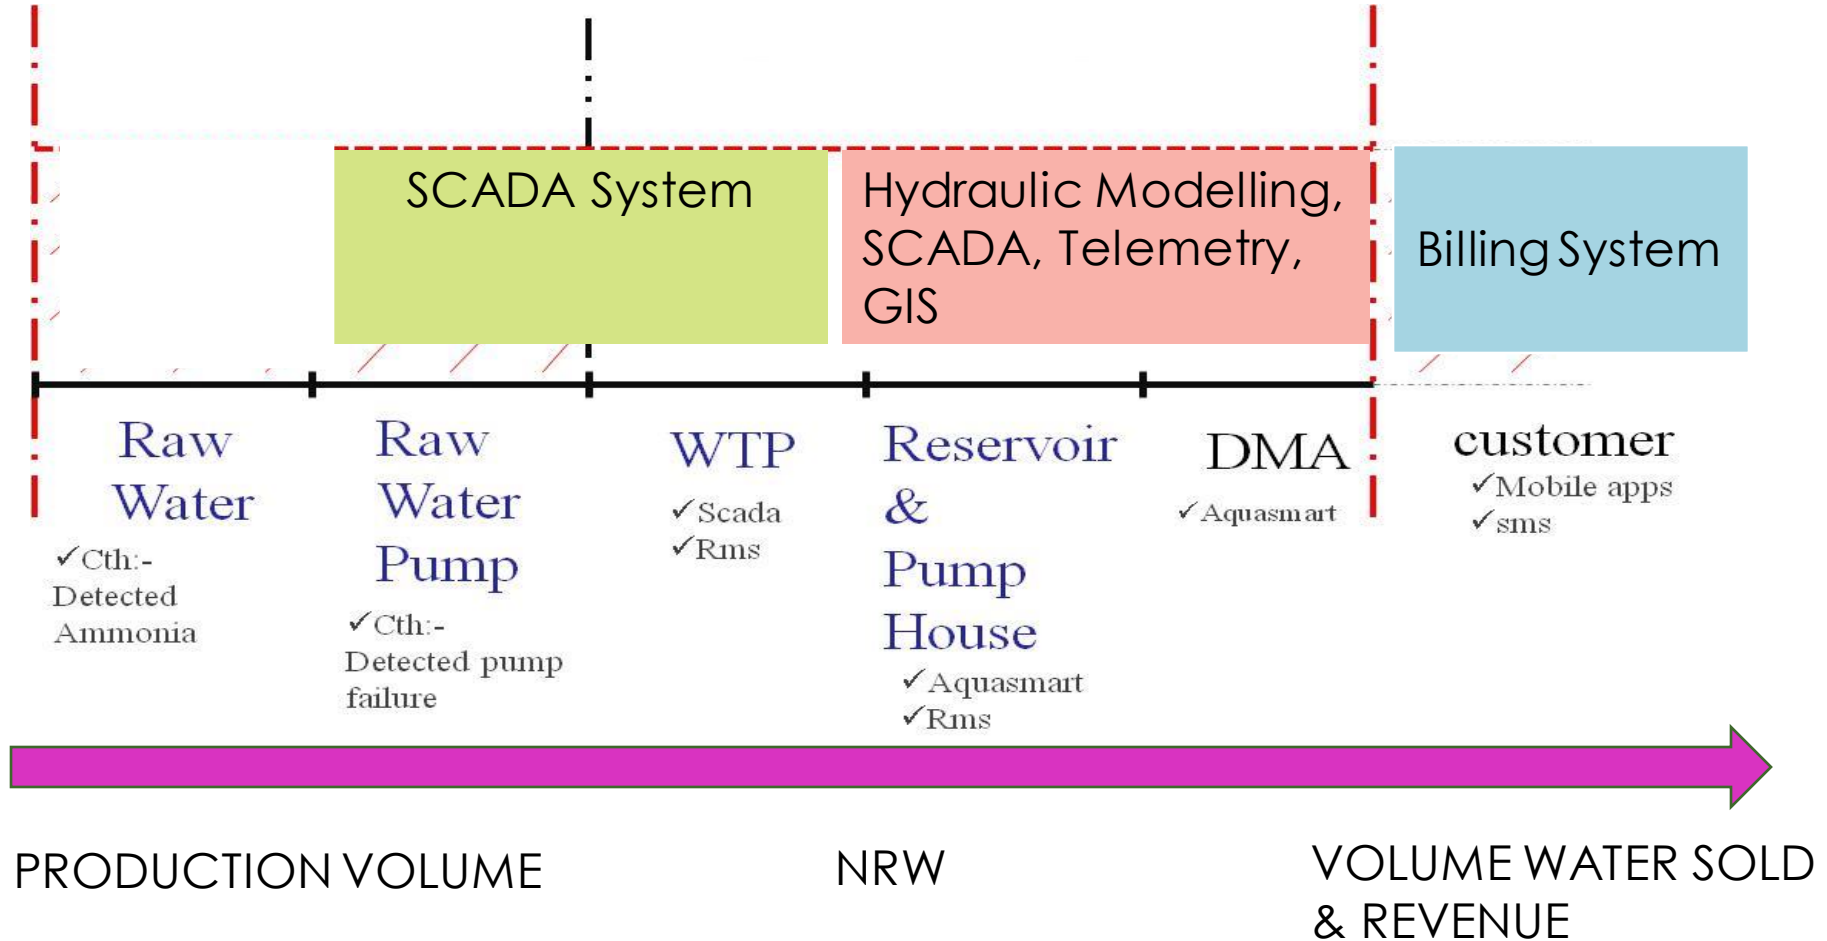 SCADA System
Hydraulic Modelling,
SCADA, Telemetry,
GIS
Billing System
Raw
Water
✓Cth:-
Detected
Ammonia
Raw
Water
Pump
✓Cth:-
Detected pump
failure
WTP
✓Scada
✓Rms
Reservoir
&
Pump
House
✓Aquasmart
✓Rms
DMA
✓Aquasmart
customer
✓Mobile apps
✓sms
PRODUCTION VOLUME
NRW
VOLUME WATER SOLD
& REVENUE